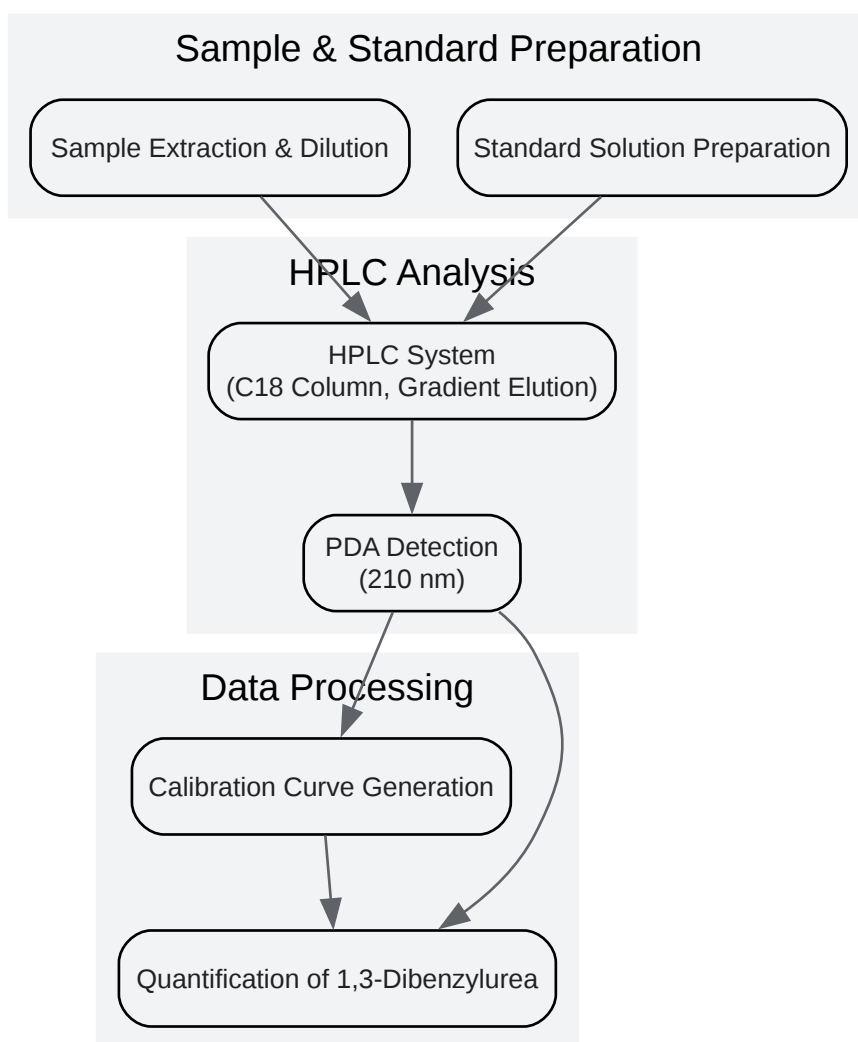 Sample & Standard Preparation
Sample Extraction & Dilution
Standard Solution Preparation
HPLC Analysis
HPLC System
(C18 Column, Gradient Elution)
PDA Detection
(210 nm)
Data Processing
Calibration Curve Generation
Quantification of 1,3-Dibenzylurea